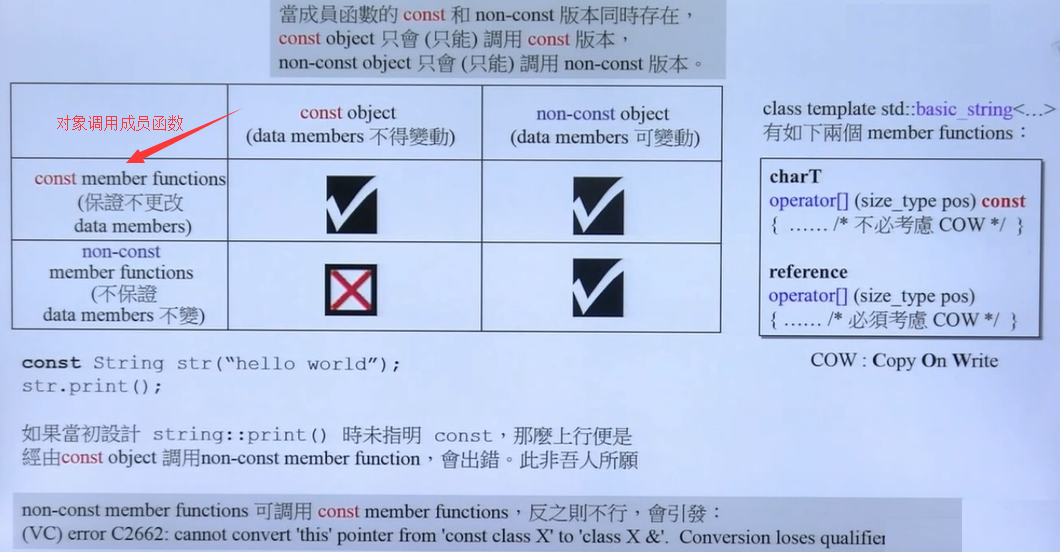 當成員函數的 const 和 non-const 版本同時存在，
const object 只會 (只能) 調用 const 版本，
non-const object 只會 (只能) 調用 non-const 版本。
对象调用成员函数
const object
(data members 不得變動)
non-const object
(data members 可變動)
const member functions
(保證不更改
data members)
non-const
member functions
(不保證
data members 不變)
class template std::basic_string<…>
有如下兩個 member functions：
charT
operator[] (size_type pos) const
{ …… /* 不必考慮 COW */ }
reference
operator[] (size_type pos)
{ …… /* 必須考慮 COW */ }
COW : Copy On Write
const String str(“hello world”);
str.print();
如果當初設計 string::print() 時未指明 const，那麼上行便是
經由const object 調用non-const member function，會出錯。此非吾人所願
non-const member functions 可調用 const member functions，反之則不行，會引發：
(VC) error C2662: cannot convert 'this' pointer from 'const class X' to 'class X &'. Conversion loses qualifier